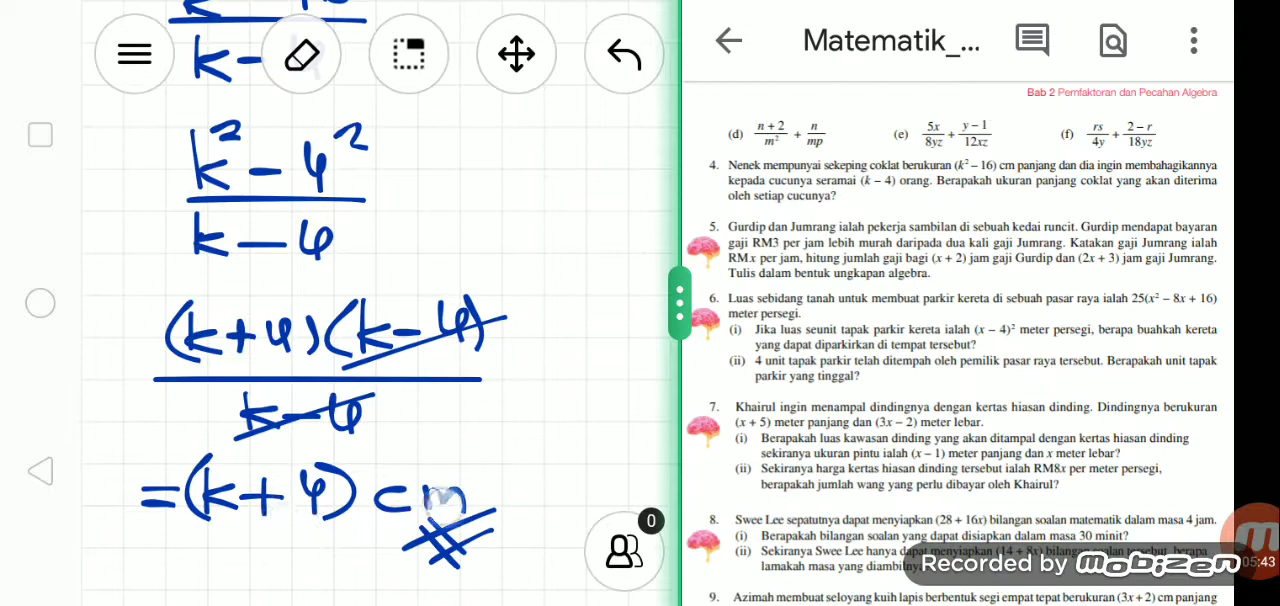 k -
k² - 4²
k - 4
(k + 4)(k - 4)
k - 4
= (k + 4) cm
0
Matematik_...
Bab 2 Pemfaktoran dan Pecahan Algebra
(d) n + 2 / m² + n / mp (e) 5x / 8yz + y − 1 / 12xz (f) rs / 4y + 2 − r / 18yz
4. Nenek mempunyai sekeping coklat berukuran (k² − 16) cm panjang dan dia ingin membahagikannya
kepada cucunya seramai (k − 4) orang. Berapakah ukuran panjang coklat yang akan diterima
oleh setiap cucunya?
5. Gurdip dan Jumrang ialah pekerja sambilan di sebuah kedai runcit. Gurdip mendapat bayaran
gaji RM3 per jam lebih murah daripada dua kali gaji Jumrang. Katakan gaji Jumrang ialah
RMx per jam, hitung jumlah gaji bagi (x + 2) jam gaji Gurdip dan (2x + 3) jam gaji Jumrang.
Tulis dalam bentuk ungkapan algebra.
6. Luas sebidang tanah untuk membuat parkir kereta di sebuah pasar raya ialah 25(x² − 8x + 16)
meter persegi.
(i) Jika luas seunit tapak parkir kereta ialah (x − 4)² meter persegi, berapa buahkah kereta
yang dapat diparkirkan di tempat tersebut?
(ii) 4 unit tapak parkir telah ditempah oleh pemilik pasar raya tersebut. Berapakah unit tapak
parkir yang tinggal?
7. Khairul ingin menampal dindingnya dengan kertas hiasan dinding. Dindingnya berukuran
(x + 5) meter panjang dan (3x − 2) meter lebar.
(i) Berapakah luas kawasan dinding yang akan ditampal dengan kertas hiasan dinding
sekiranya ukuran pintu ialah (x − 1) meter panjang dan x meter lebar?
(ii) Sekiranya harga kertas hiasan dinding tersebut ialah RM8x per meter persegi,
berapakah jumlah wang yang perlu dibayar oleh Khairul?
8. Swee Lee sepatutnya dapat menyiapkan (28 + 16x) bilangan soalan matematik dalam masa 4 jam.
(i) Berapakah bilangan soalan yang dapat disiapkan dalam masa 30 minit?
(ii) Sekiranya Swee Lee hanya dapat menyiapkan (14 + 8x) bilangan soalan tersebut, berapa
lamakah masa yang diambilnya
Recorded by mobizen
05:43
9. Azimah membuat seloyang kuih lapis berbentuk segi empat tepat berukuran (3x + 2) cm panjang